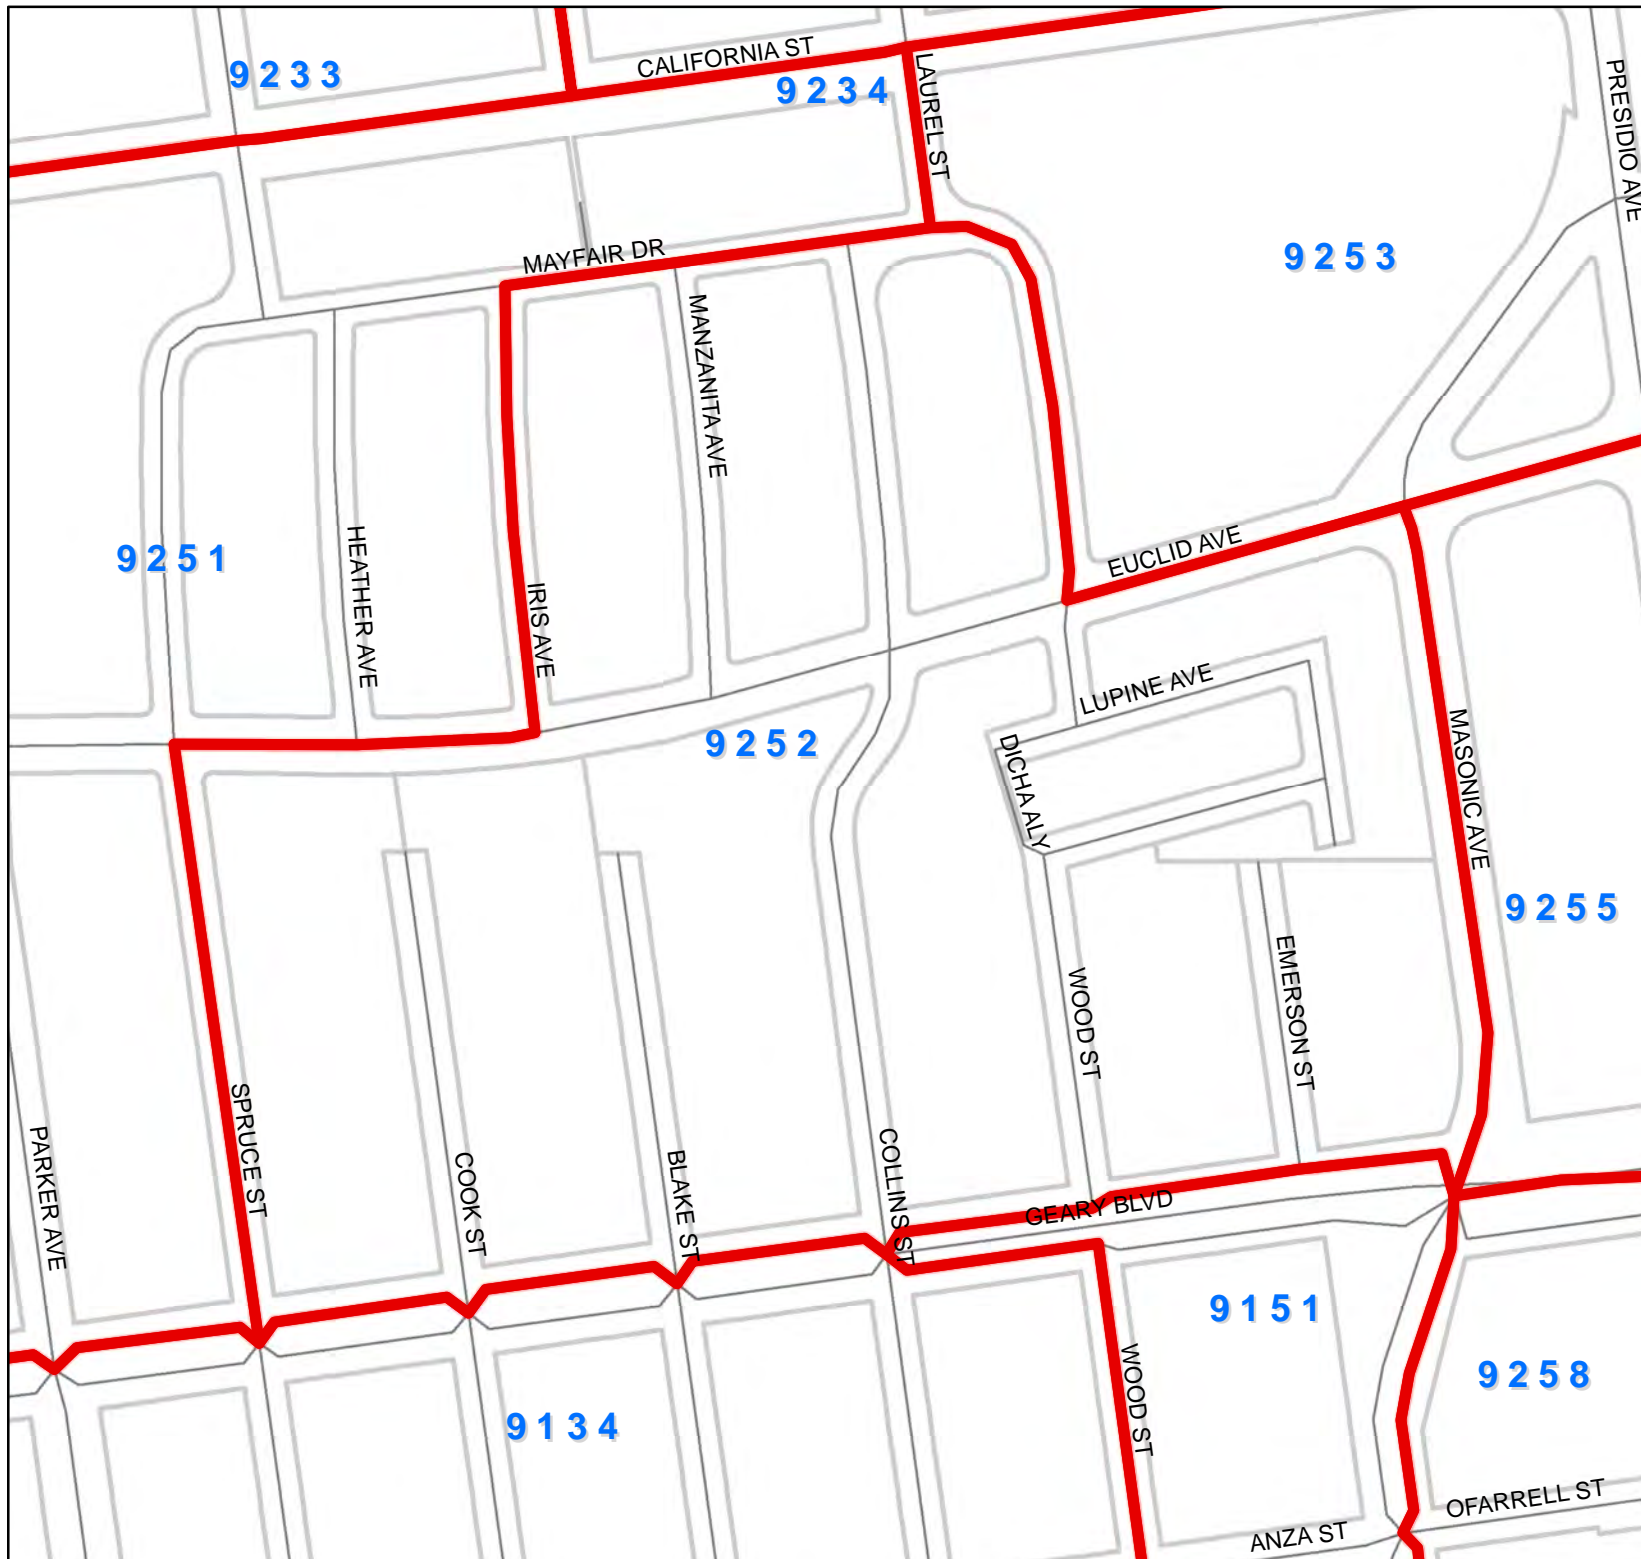 CALIFORNIA ST
9233
9234
LAUREL ST
PRESIDIO AVE
MAYFAIR DR
9253
MANZANITA AVE
9251
HEATHER AVE
IRIS AVE
EUCLID AVE
LUPINE AVE
9252
DICHA ALY
MASONIC AVE
9255
WOOD ST
EMERSON ST
PARKER AVE
SPRUCE ST
COOK ST
BLAKE ST
COLLINS ST
GEARY BLVD
9151
WOOD ST
9258
9134
OFARRELL ST
ANZA ST